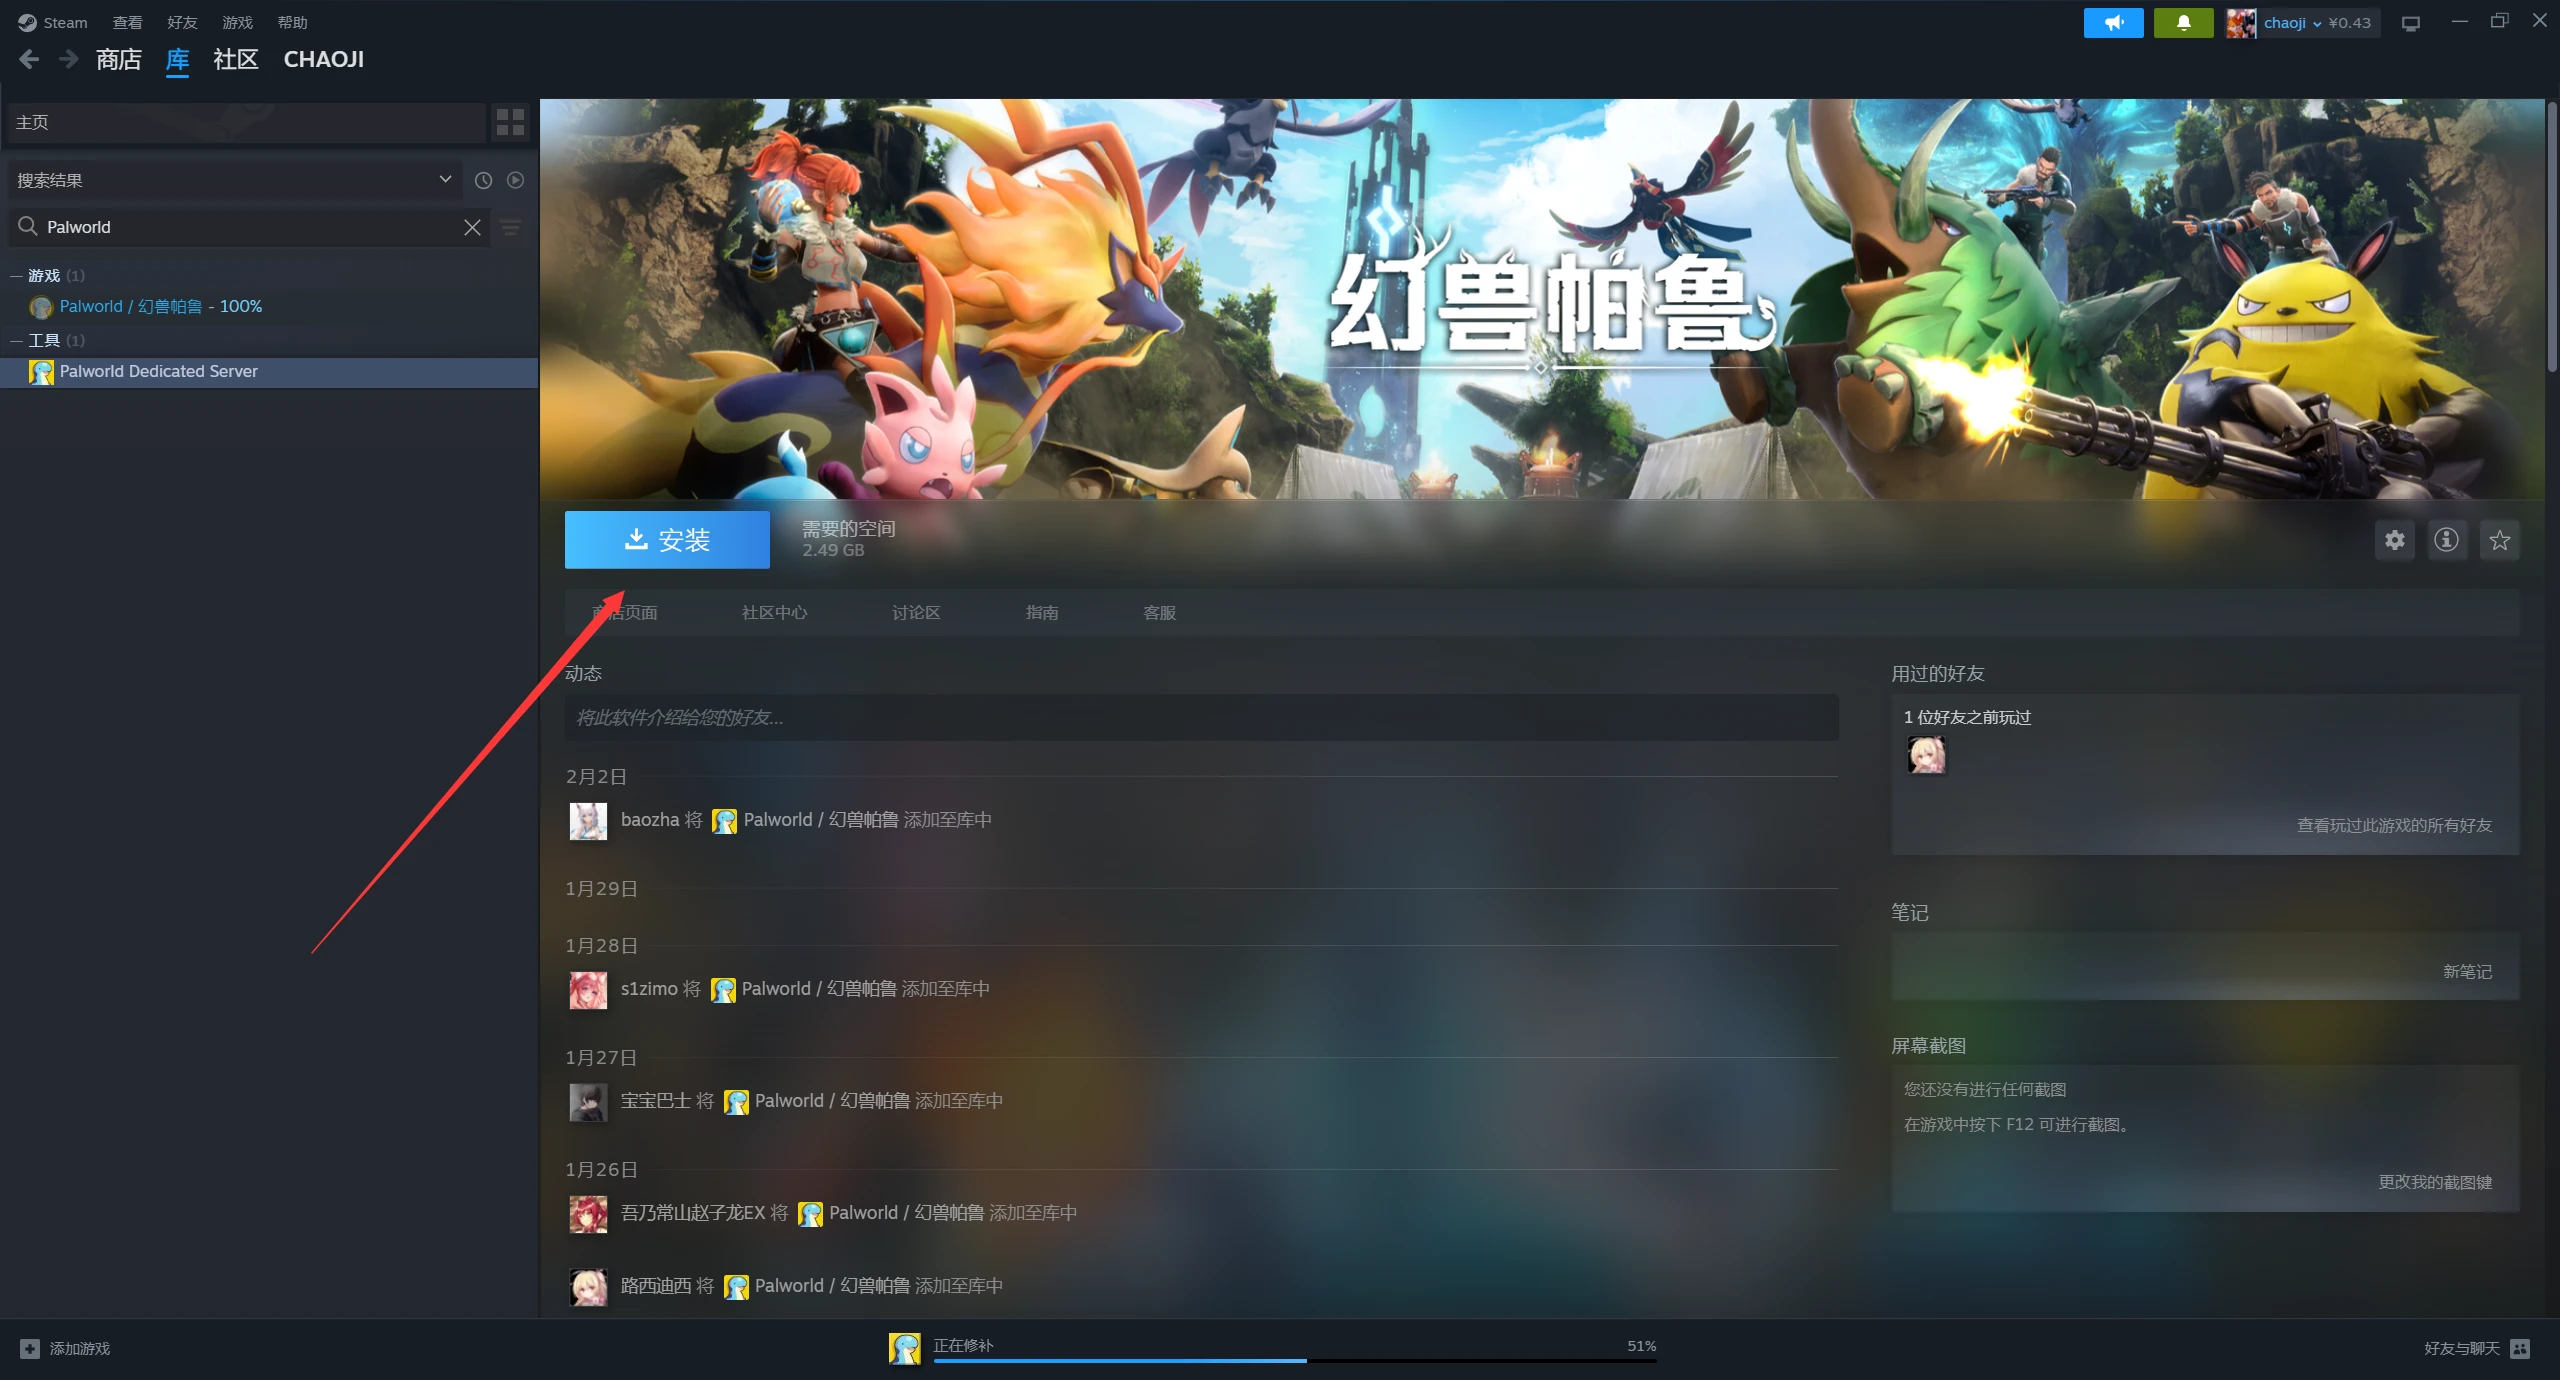 Steam 查看 好友 游戏 帮助
chaoji ¥0.43
商店 库 社区 CHAOJI
主页
搜索结果
Palworld
游戏 (1)
Palworld / 幻兽帕鲁 - 100%
工具 (1)
Palworld Dedicated Server
幻兽帕鲁
安装
需要的空间
2.49 GB
商店页面 社区中心 讨论区 指南 客服
动态
将此软件介绍给您的好友...
2月2日
baozha 将 Palworld / 幻兽帕鲁 添加至库中
1月29日
1月28日
s1zimo 将 Palworld / 幻兽帕鲁 添加至库中
1月27日
宝宝巴士 将 Palworld / 幻兽帕鲁 添加至库中
1月26日
吾乃常山赵子龙EX 将 Palworld / 幻兽帕鲁 添加至库中
路西迪西 将 Palworld / 幻兽帕鲁 添加至库中
用过的好友
1 位好友之前玩过
查看玩过此游戏的所有好友
笔记
新笔记
屏幕截图
您还没有进行任何截图
在游戏中按下 F12 可进行截图。
更改我的截图键
添加游戏
正在修补
51%
好友与聊天